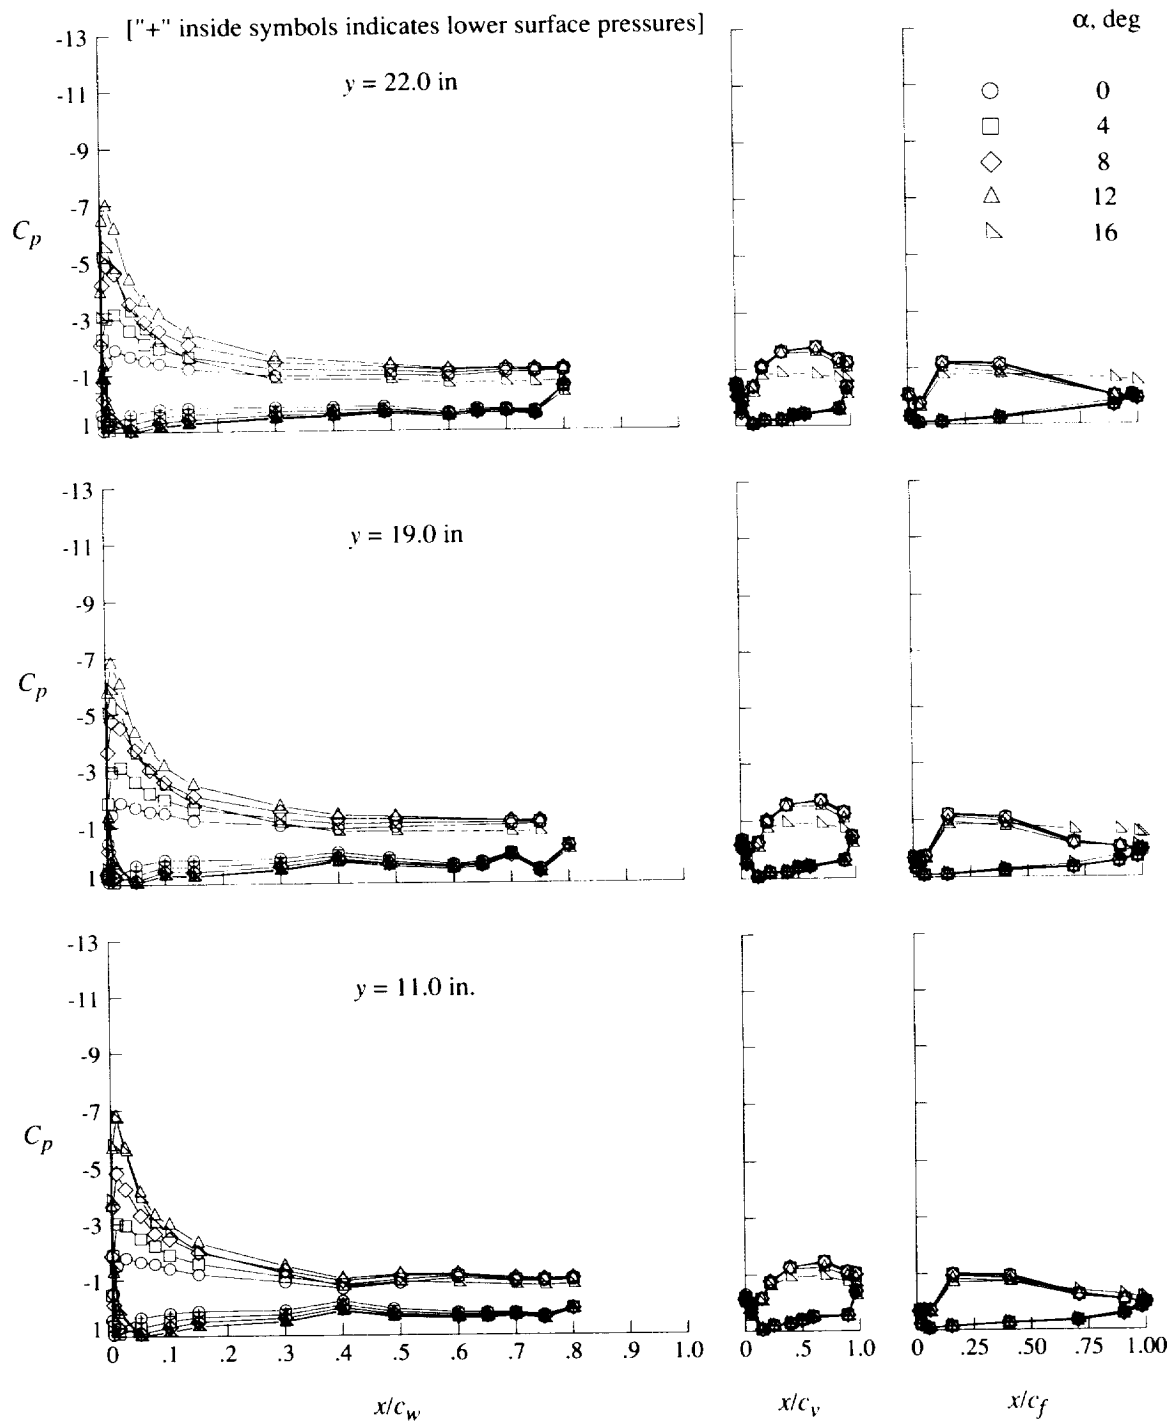 ["+" inside symbols indicates lower surface pressures]
α, deg
0
4
8
12
16
y = 22.0 in
-13
-11
-9
-7
-5
-3
-1
1
C_p
y = 19.0 in
-13
-11
-9
-7
-5
-3
-1
1
C_p
y = 11.0 in.
-13
-11
-9
-7
-5
-3
-1
1
C_p
0 .1 .2 .3 .4 .5 .6 .7 .8 .9 1.0
0 .5 1.0
0 .25 .50 .75 1.00
x/c_w
x/c_v
x/c_f